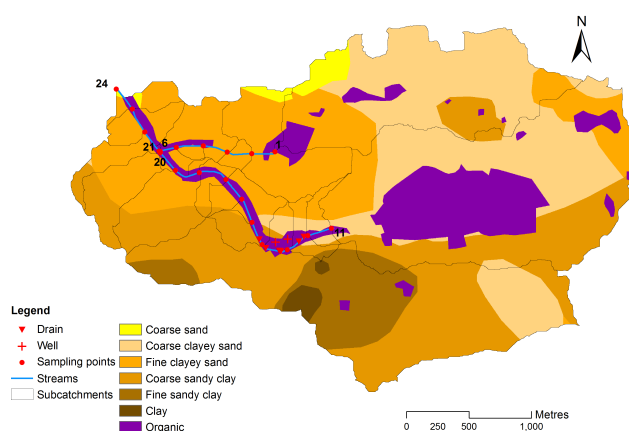 N
24
21 6
1
20
11
Legend
Drain
Well
Sampling points
Streams
Subcatchments
Coarse sand
Coarse clayey sand
Fine clayey sand
Coarse sandy clay
Fine sandy clay
Clay
Organic
Metres
0 250 500 1,000